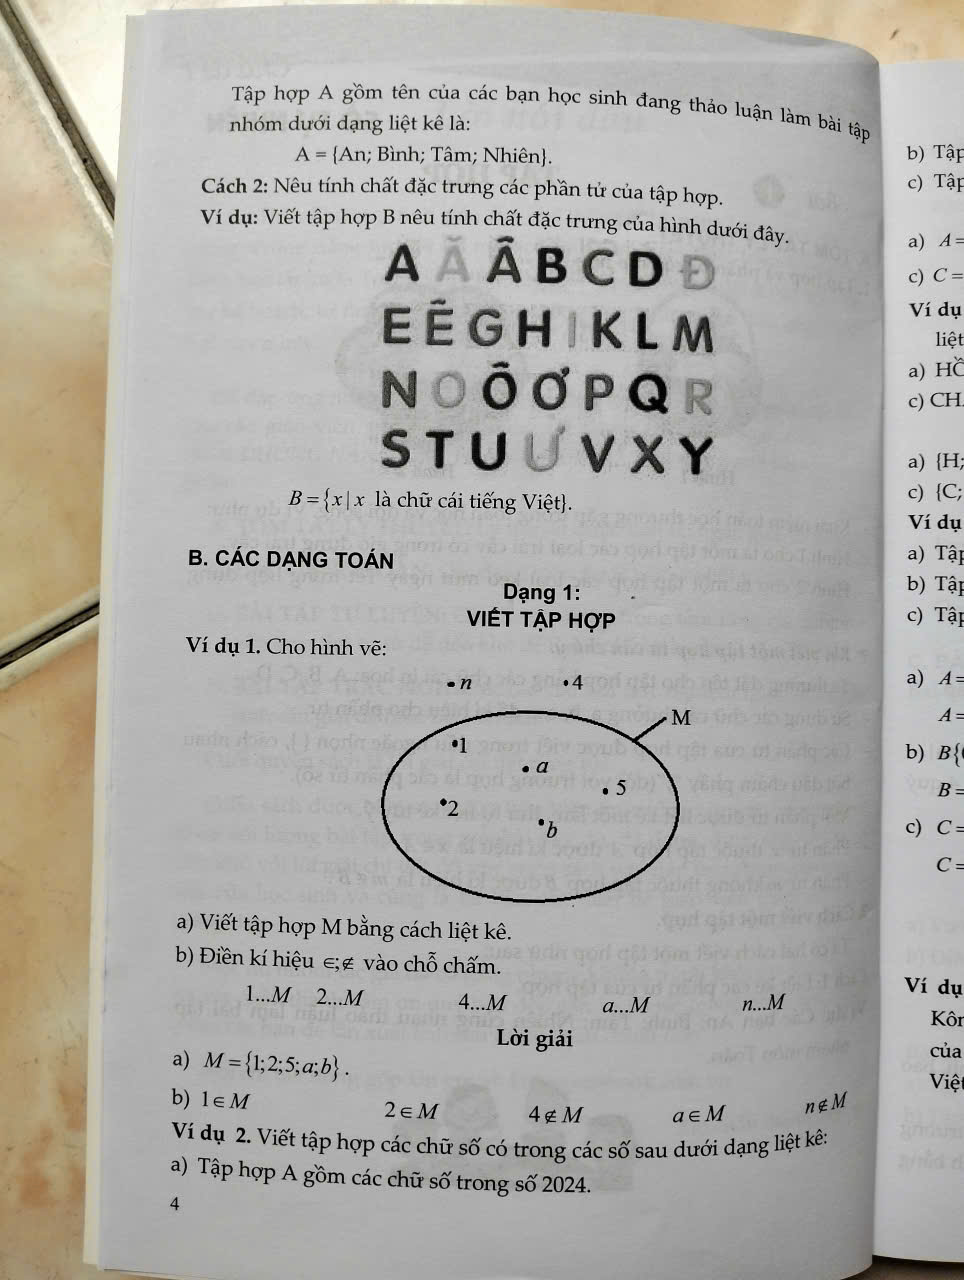 Tập hợp A gồm tên của các bạn học sinh đang thảo luận làm bài tập
nhóm dưới dạng liệt kê là:
A = {An; Bình; Tâm; Nhiên}.
Cách 2: Nêu tính chất đặc trưng các phần tử của tập hợp.
Ví dụ: Viết tập hợp B nêu tính chất đặc trưng của hình dưới đây.
A Ă Â B C D Đ
E Ê G H I K L M
N O Ô Ơ P Q R
S T U Ư V X Y
B = {x | x là chữ cái tiếng Việt}.
B. CÁC DẠNG TOÁN
Dạng 1:
VIẾT TẬP HỢP
Ví dụ 1. Cho hình vẽ:
n 4
M
1
a
5
2
b
a) Viết tập hợp M bằng cách liệt kê.
b) Điền kí hiệu ∈;∉ vào chỗ chấm.
1...M 2...M 4...M a...M n...M
Lời giải
a) M = {1;2;5;a;b}.
b) 1∈M 2∈M 4∉M a∈M n∉M
Ví dụ 2. Viết tập hợp các chữ số có trong các số sau dưới dạng liệt kê:
a) Tập hợp A gồm các chữ số trong số 2024.
4
b) Tập
c) Tập
a) A=
c) C=
Ví dụ
liệt
a) HỒ
c) CH
a) {H;
c) {C;
Ví dụ
a) Tập
b) Tập
c) Tập
a) A=
A=
b) B{
B=
c) C=
C=
Ví dụ
Kôn
của
Việt